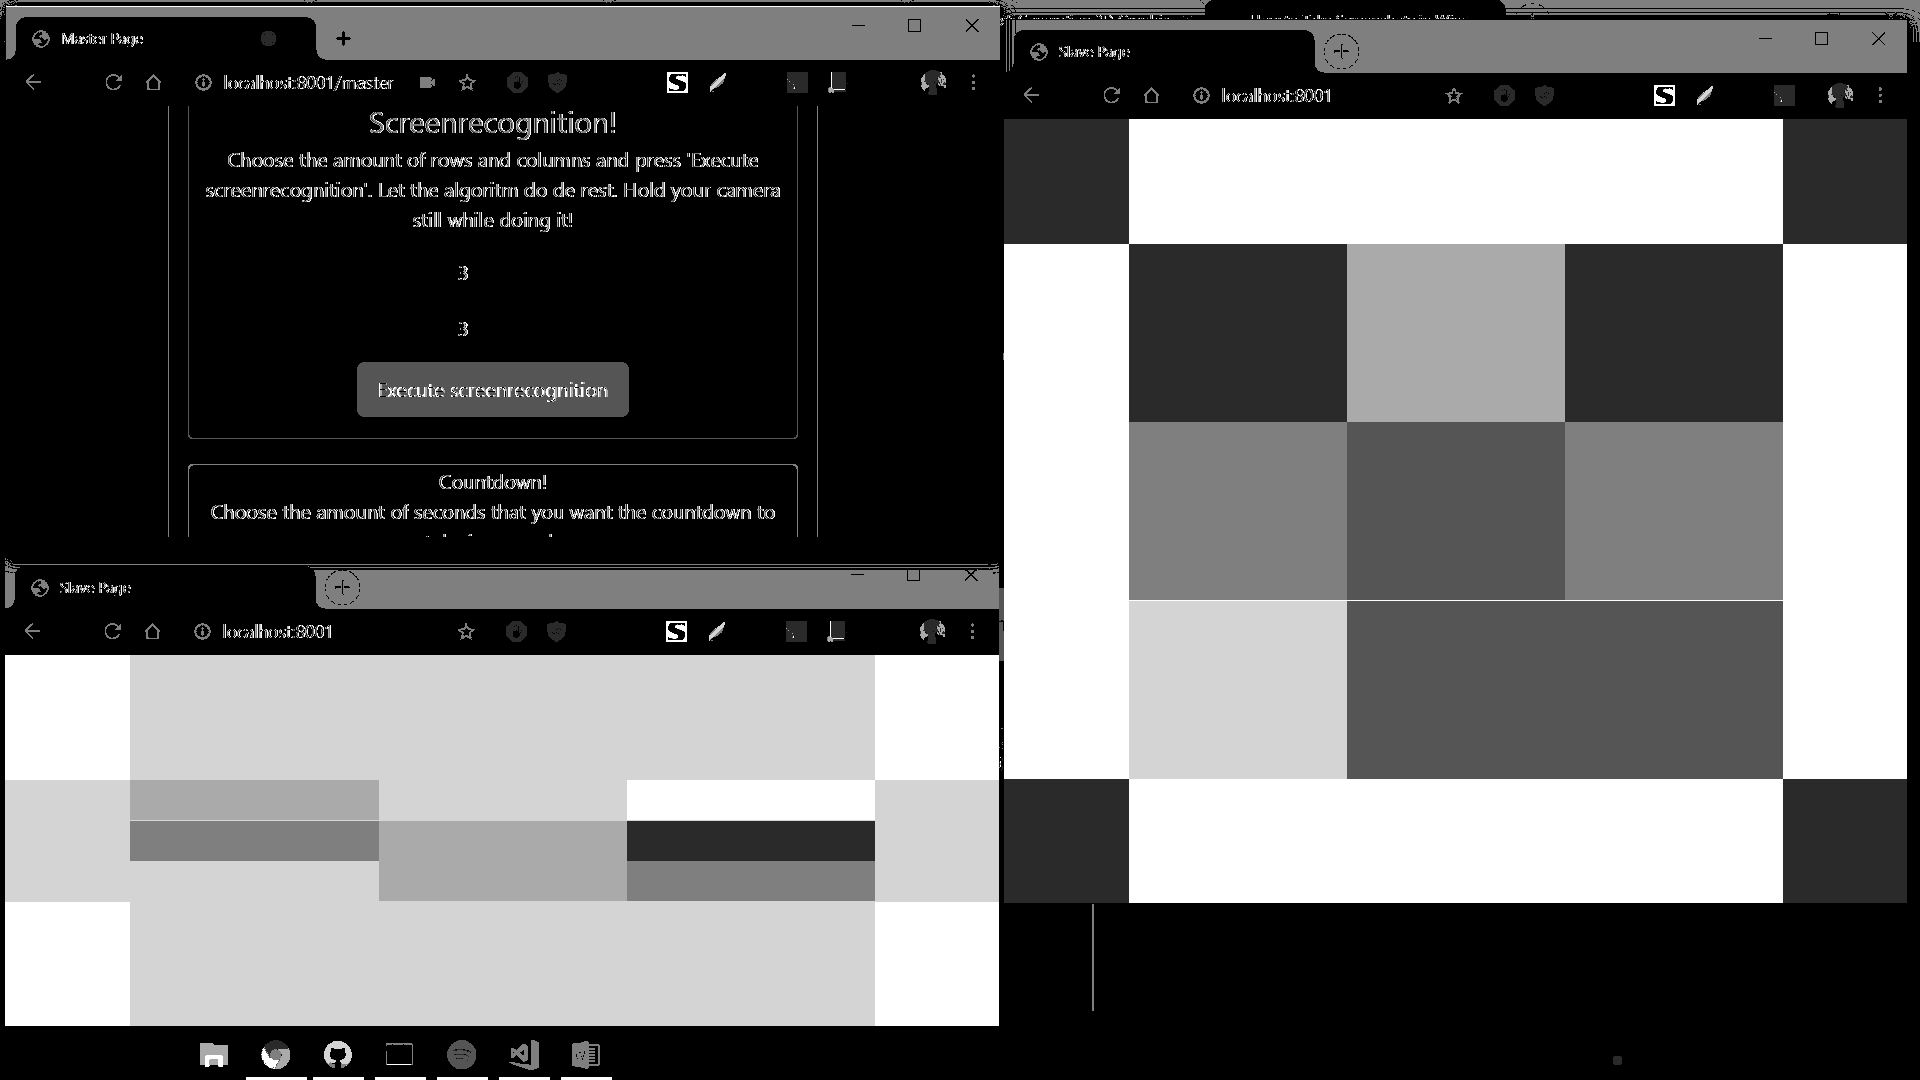 Master Page
localhost:8001/master
Screenrecognition!
Choose the amount of rows and columns and press 'Execute
screenrecognition'. Let the algoritm do de rest. Hold your camera
still while doing it!
3
3
Execute screenrecognition
Countdown!
Choose the amount of seconds that you want the countdown to
Slave Page
localhost:8001
S
Slave Page
localhost:8001
S
S